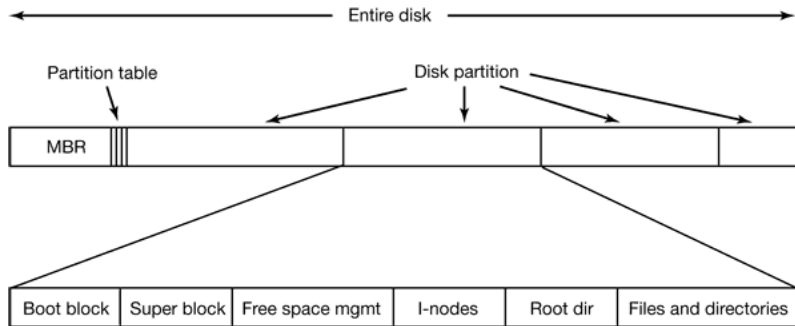 Entire disk
Partition table
Disk partition
MBR
Boot block
Super block
Free space mgmt
I-nodes
Root dir
Files and directories